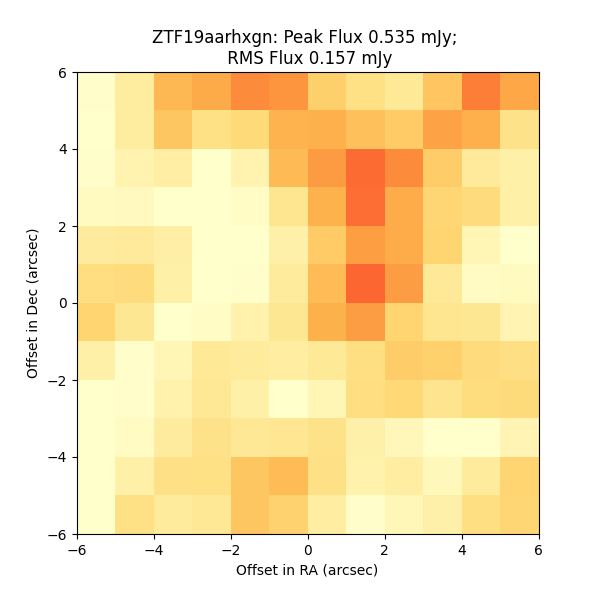 ZTF19aarhxgn: Peak Flux 0.535 mJy;
RMS Flux 0.157 mJy
6
4
2
0
−2
−4
−6
Offset in Dec (arcsec)
−6 −4 −2 0 2 4 6
Offset in RA (arcsec)